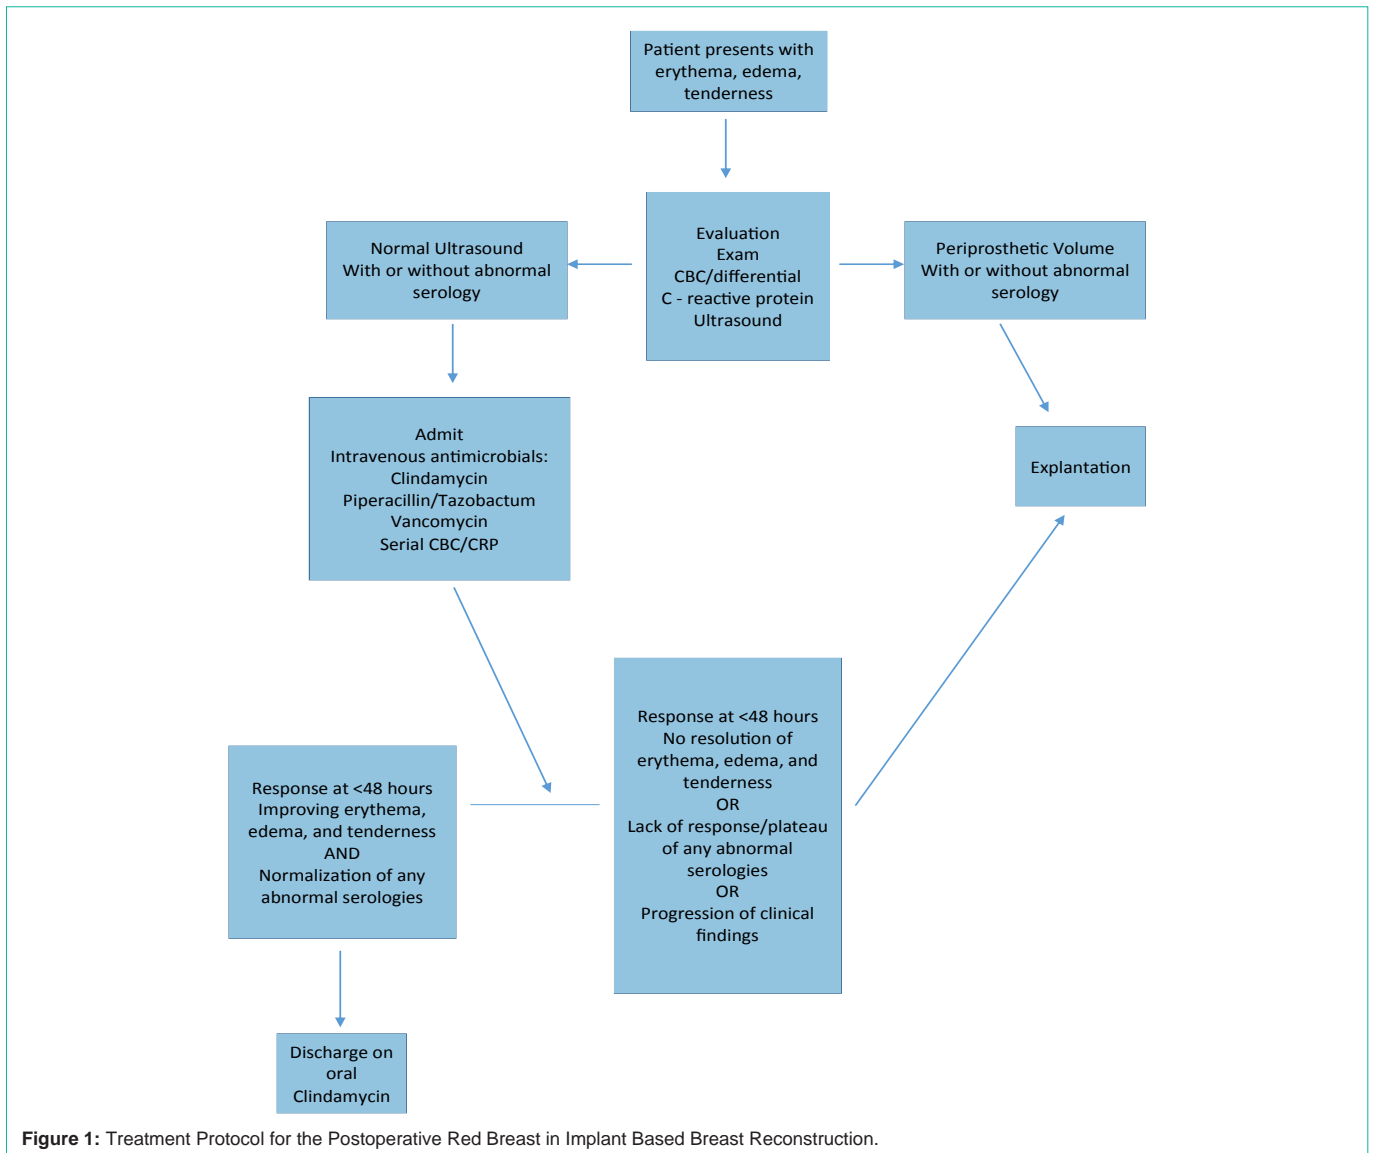 Patient presents with
erythema, edema,
tenderness
Normal Ultrasound
With or without abnormal
serology
Evaluation
Exam
CBC/differential
C - reactive protein
Ultrasound
Periprosthetic Volume
With or without abnormal
serology
Admit
Intravenous antimicrobials:
Clindamycin
Piperacillin/Tazobactum
Vancomycin
Serial CBC/CRP
Explantation
Response at <48 hours
Improving erythema,
edema, and tenderness
AND
Normalization of any
abnormal serologies
Response at <48 hours
No resolution of
erythema, edema, and
tenderness
OR
Lack of response/plateau
of any abnormal
serologies
OR
Progression of clinical
findings
Discharge on
oral
Clindamycin
Figure 1: Treatment Protocol for the Postoperative Red Breast in Implant Based Breast Reconstruction.